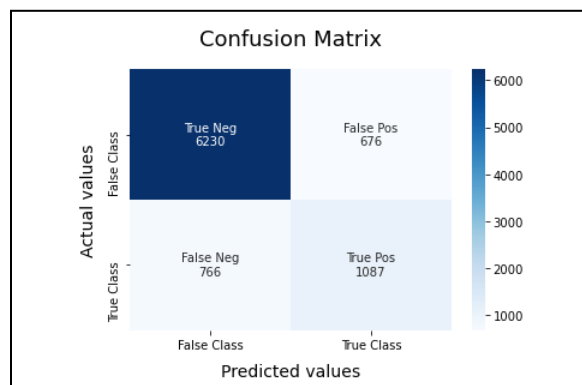 Confusion Matrix
True Neg
6230
False Pos
676
False Neg
766
True Pos
1087
Actual values
False Class
True Class
False Class
True Class
Predicted values
6000
5000
4000
3000
2000
1000